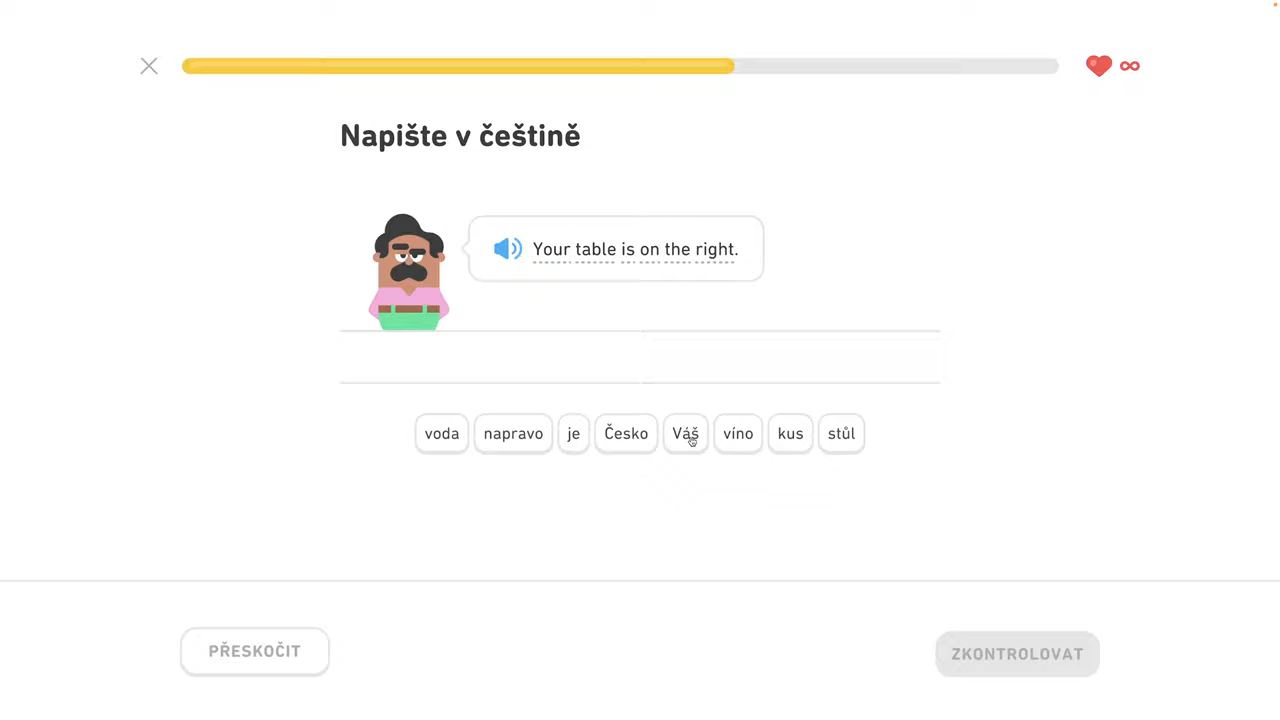 Napište v češtině
Your table is on the right.
voda napravo je Česko Váš víno kus stůl
PŘESKOČIT ZKONTROLOVAT